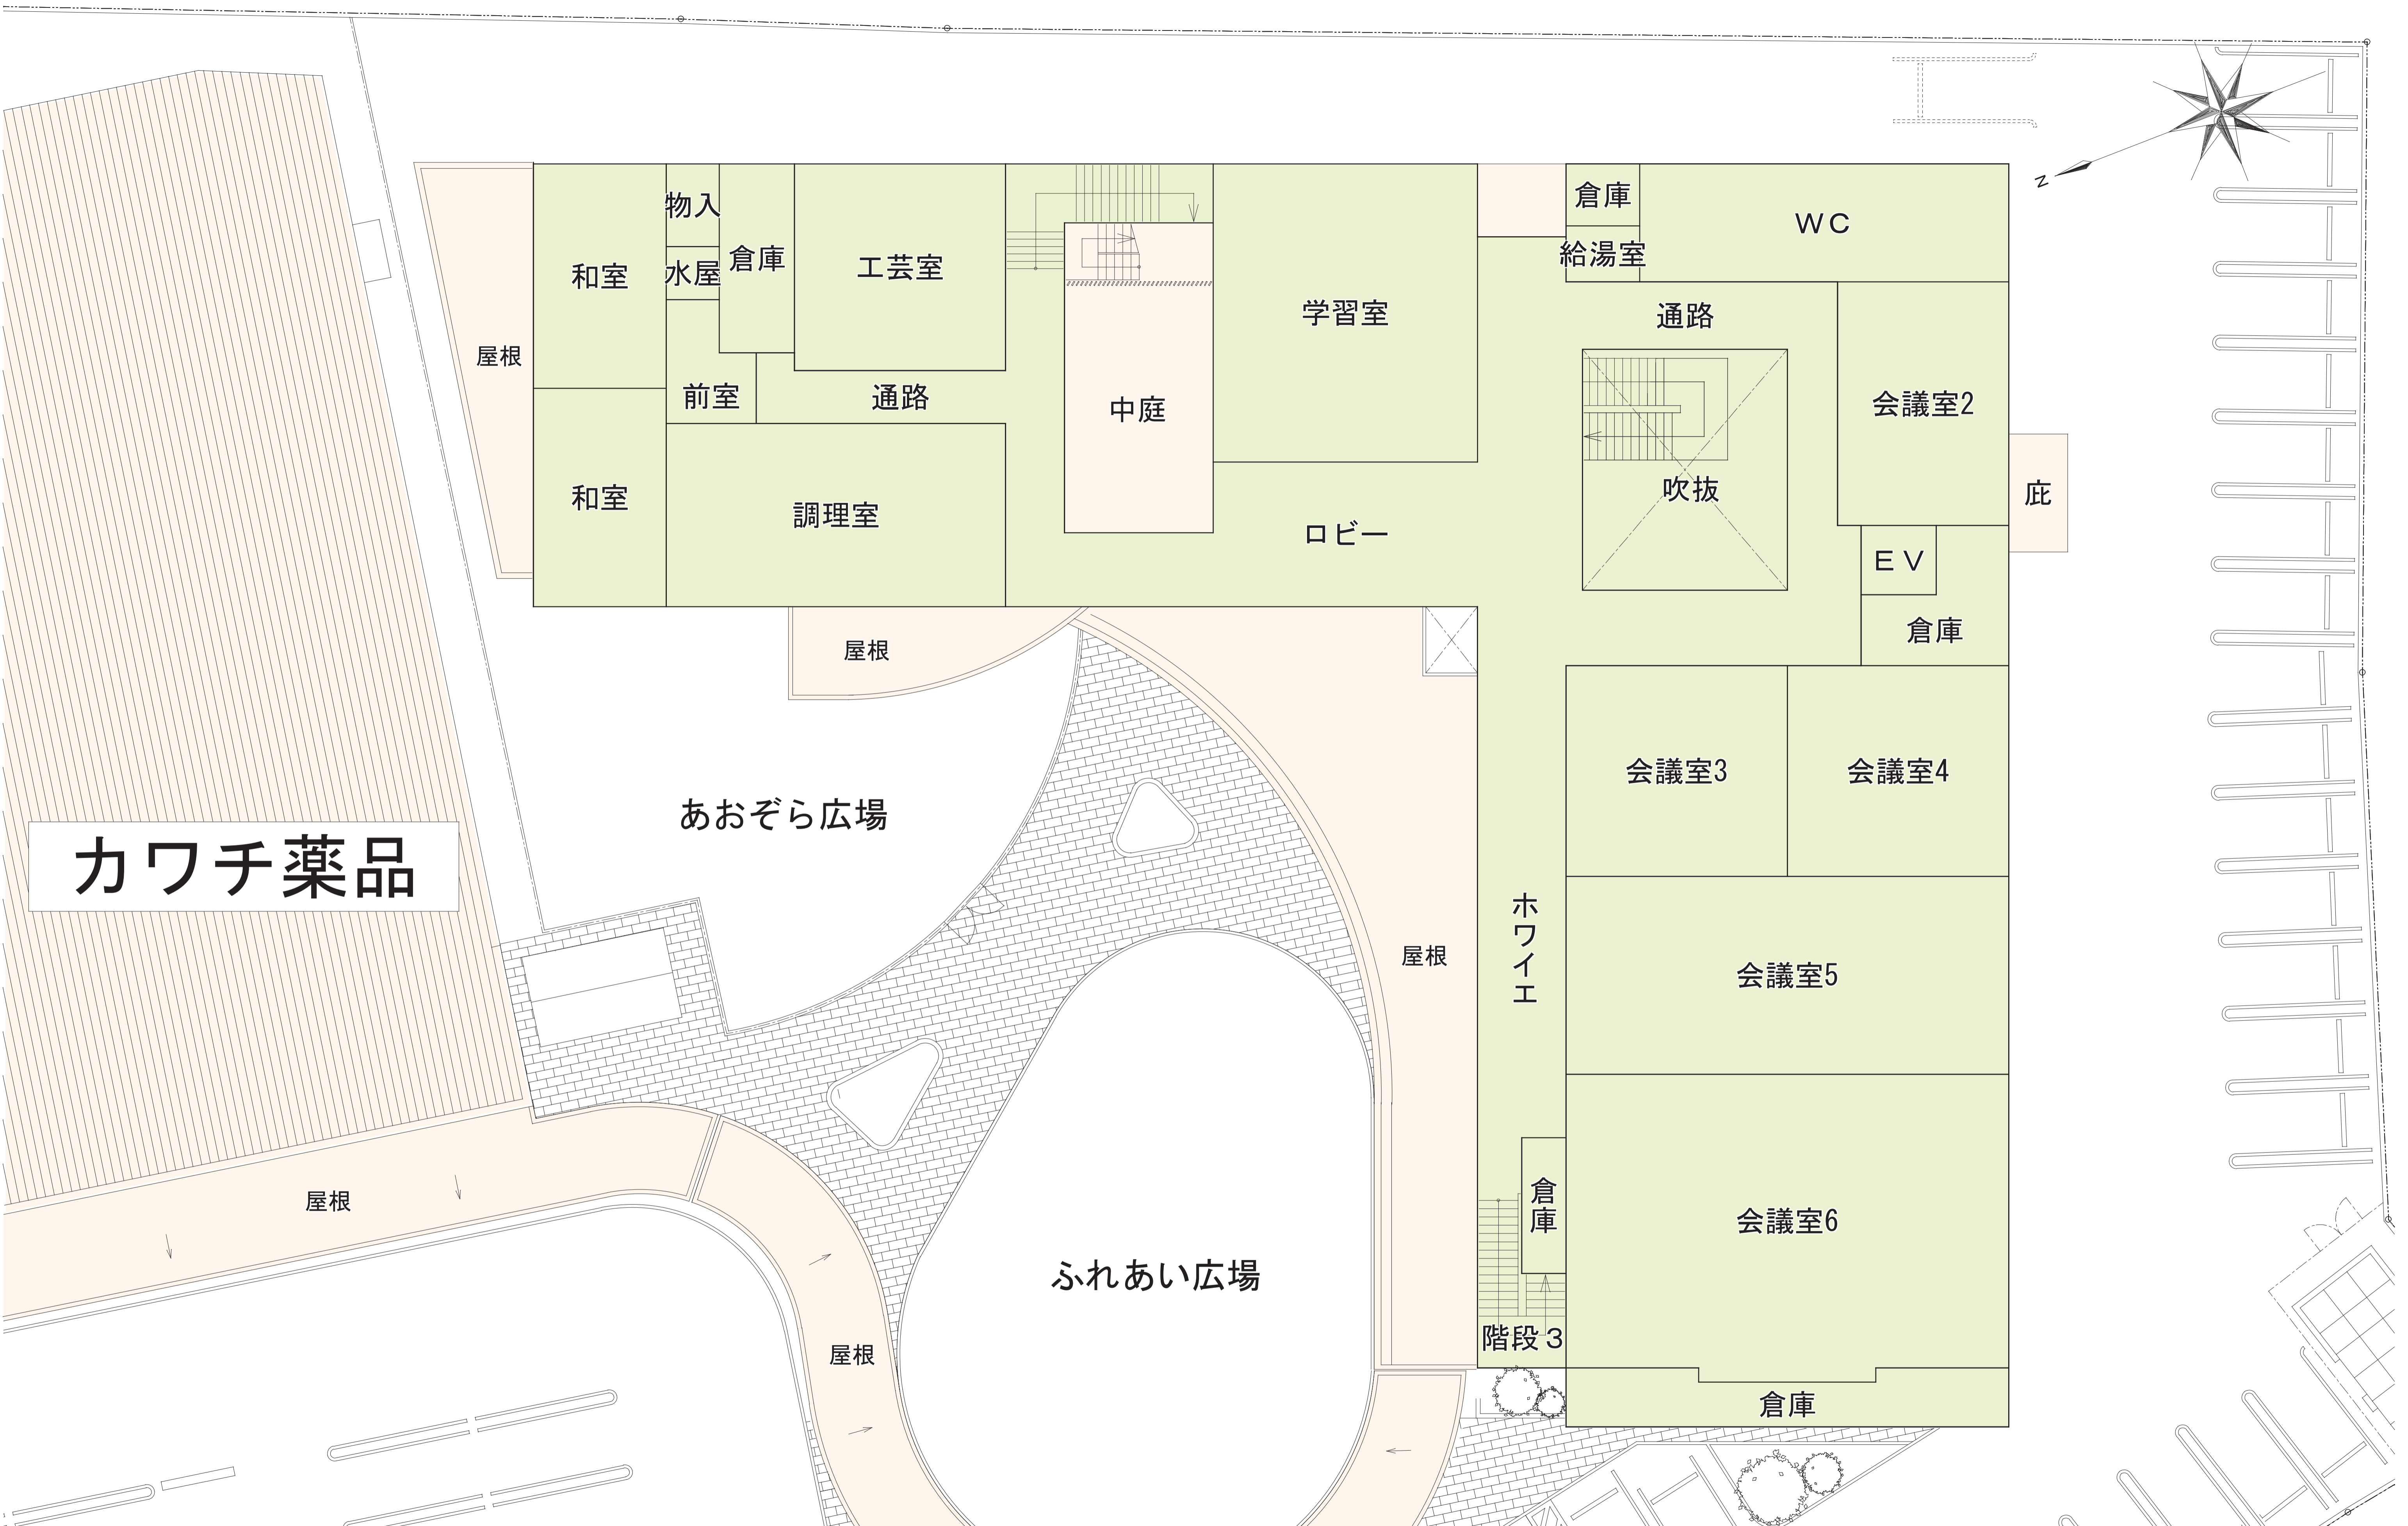 N
物入
倉庫
WC
水屋
倉庫
工芸室
給湯室
和室
学習室
通路
屋根
前室
通路
中庭
会議室2
和室
調理室
ロビー
吹抜
庇
EV
倉庫
屋根
会議室3
会議室4
あおぞら広場
カワチ薬品
ホワイエ
屋根
会議室5
倉庫
会議室6
屋根
ふれあい広場
屋根
階段3
倉庫